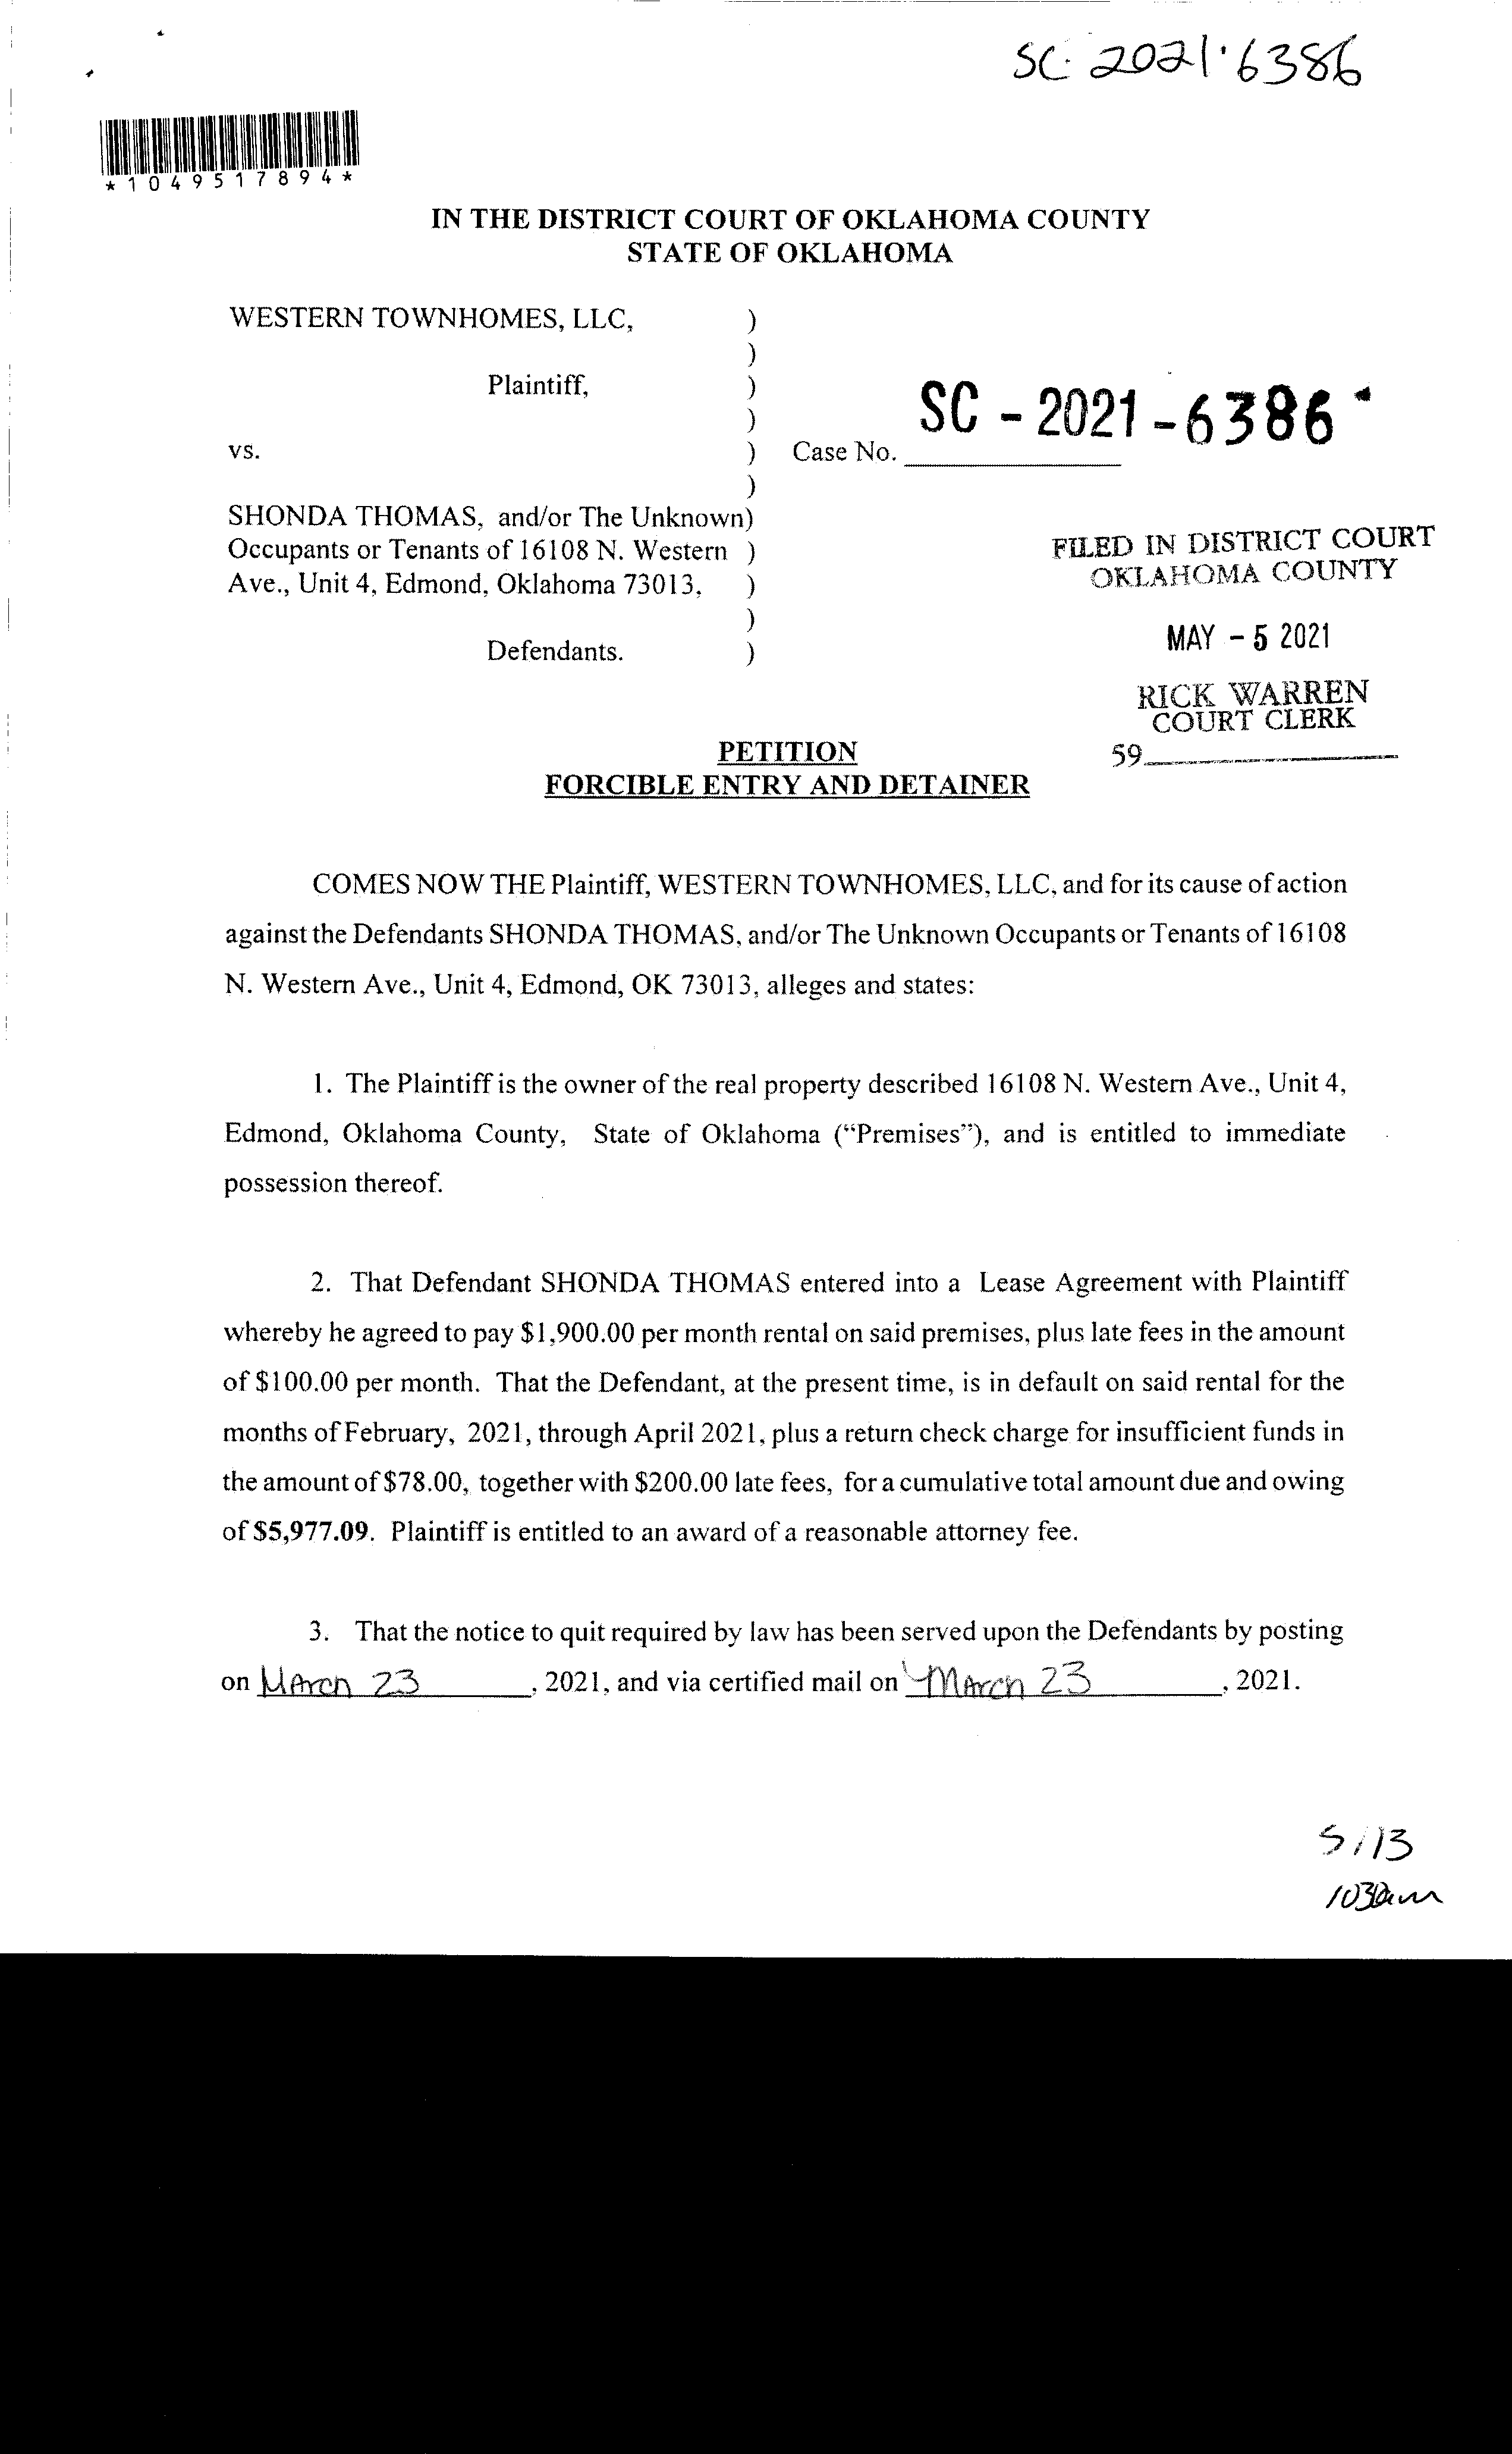 SC. 2021.6386
*1049517894*
IN THE DISTRICT COURT OF OKLAHOMA COUNTY
STATE OF OKLAHOMA
WESTERN TOWNHOMES, LLC, )
)
Plaintiff, )
)
vs. ) Case No. SC - 2021 - 6386
)
SHONDA THOMAS, and/or The Unknown)
Occupants or Tenants of 16108 N. Western )
Ave., Unit 4, Edmond, Oklahoma 73013, )
)
Defendants. )
FILED IN DISTRICT COURT
OKLAHOMA COUNTY
MAY - 5 2021
RICK WARREN
COURT CLERK
59
PETITION
FORCIBLE ENTRY AND DETAINER
COMES NOW THE Plaintiff, WESTERN TOWNHOMES, LLC, and for its cause of action
against the Defendants SHONDA THOMAS, and/or The Unknown Occupants or Tenants of 16108
N. Western Ave., Unit 4, Edmond, OK 73013, alleges and states:
1. The Plaintiff is the owner of the real property described 16108 N. Western Ave., Unit 4,
Edmond, Oklahoma County, State of Oklahoma (“Premises”), and is entitled to immediate
possession thereof.
2. That Defendant SHONDA THOMAS entered into a Lease Agreement with Plaintiff
whereby he agreed to pay $1,900.00 per month rental on said premises, plus late fees in the amount
of $100.00 per month. That the Defendant, at the present time, is in default on said rental for the
months of February, 2021, through April 2021, plus a return check charge for insufficient funds in
the amount of $78.00, together with $200.00 late fees, for a cumulative total amount due and owing
of $5,977.09. Plaintiff is entitled to an award of a reasonable attorney fee.
3. That the notice to quit required by law has been served upon the Defendants by posting
on March 23, 2021, and via certified mail on March 23, 2021.
5/13
1030am